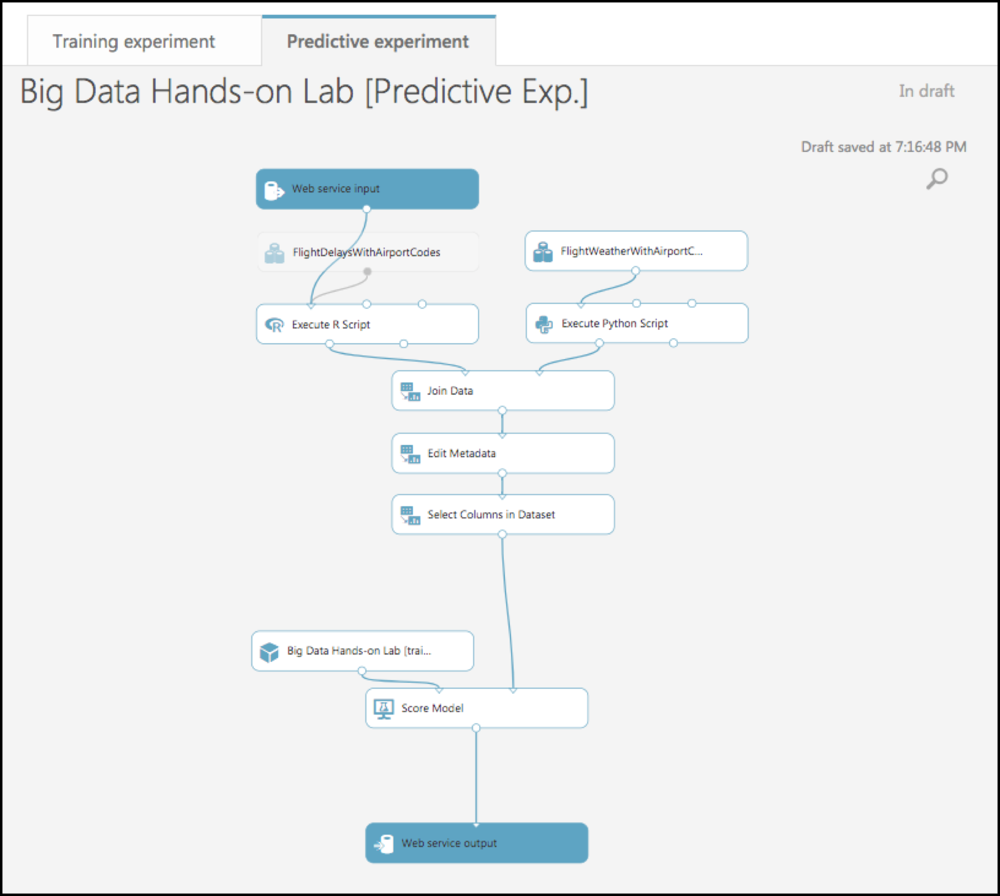 Training experiment
Predictive experiment
Big Data Hands-on Lab [Predictive Exp.]
In draft
Draft saved at 7:16:48 PM
Web service input
FlightDelaysWithAirportCodes
FlightWeatherWithAirportC...
Execute R Script
Execute Python Script
Join Data
Edit Metadata
Select Columns in Dataset
Big Data Hands-on Lab [trai...
Score Model
Web service output